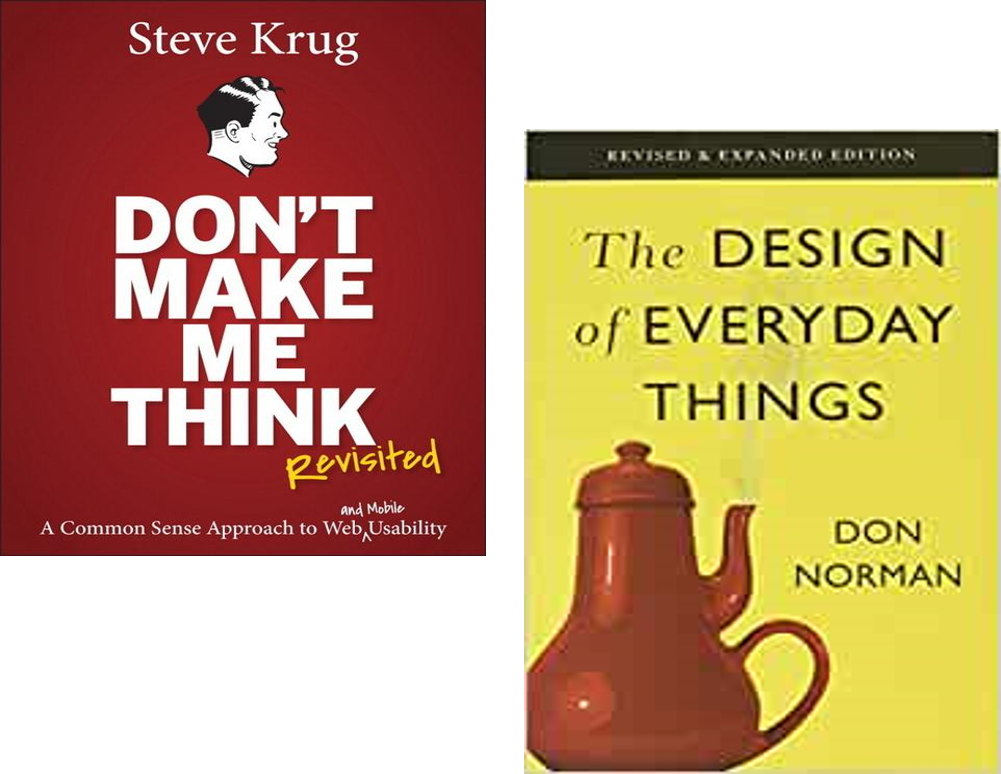 Steve Krug
DON'T
MAKE
ME
THINK
Revisited
and Mobile
A Common Sense Approach to Web Usability
REVISED & EXPANDED EDITION
The DESIGN
of EVERYDAY
THINGS
DON
NORMAN